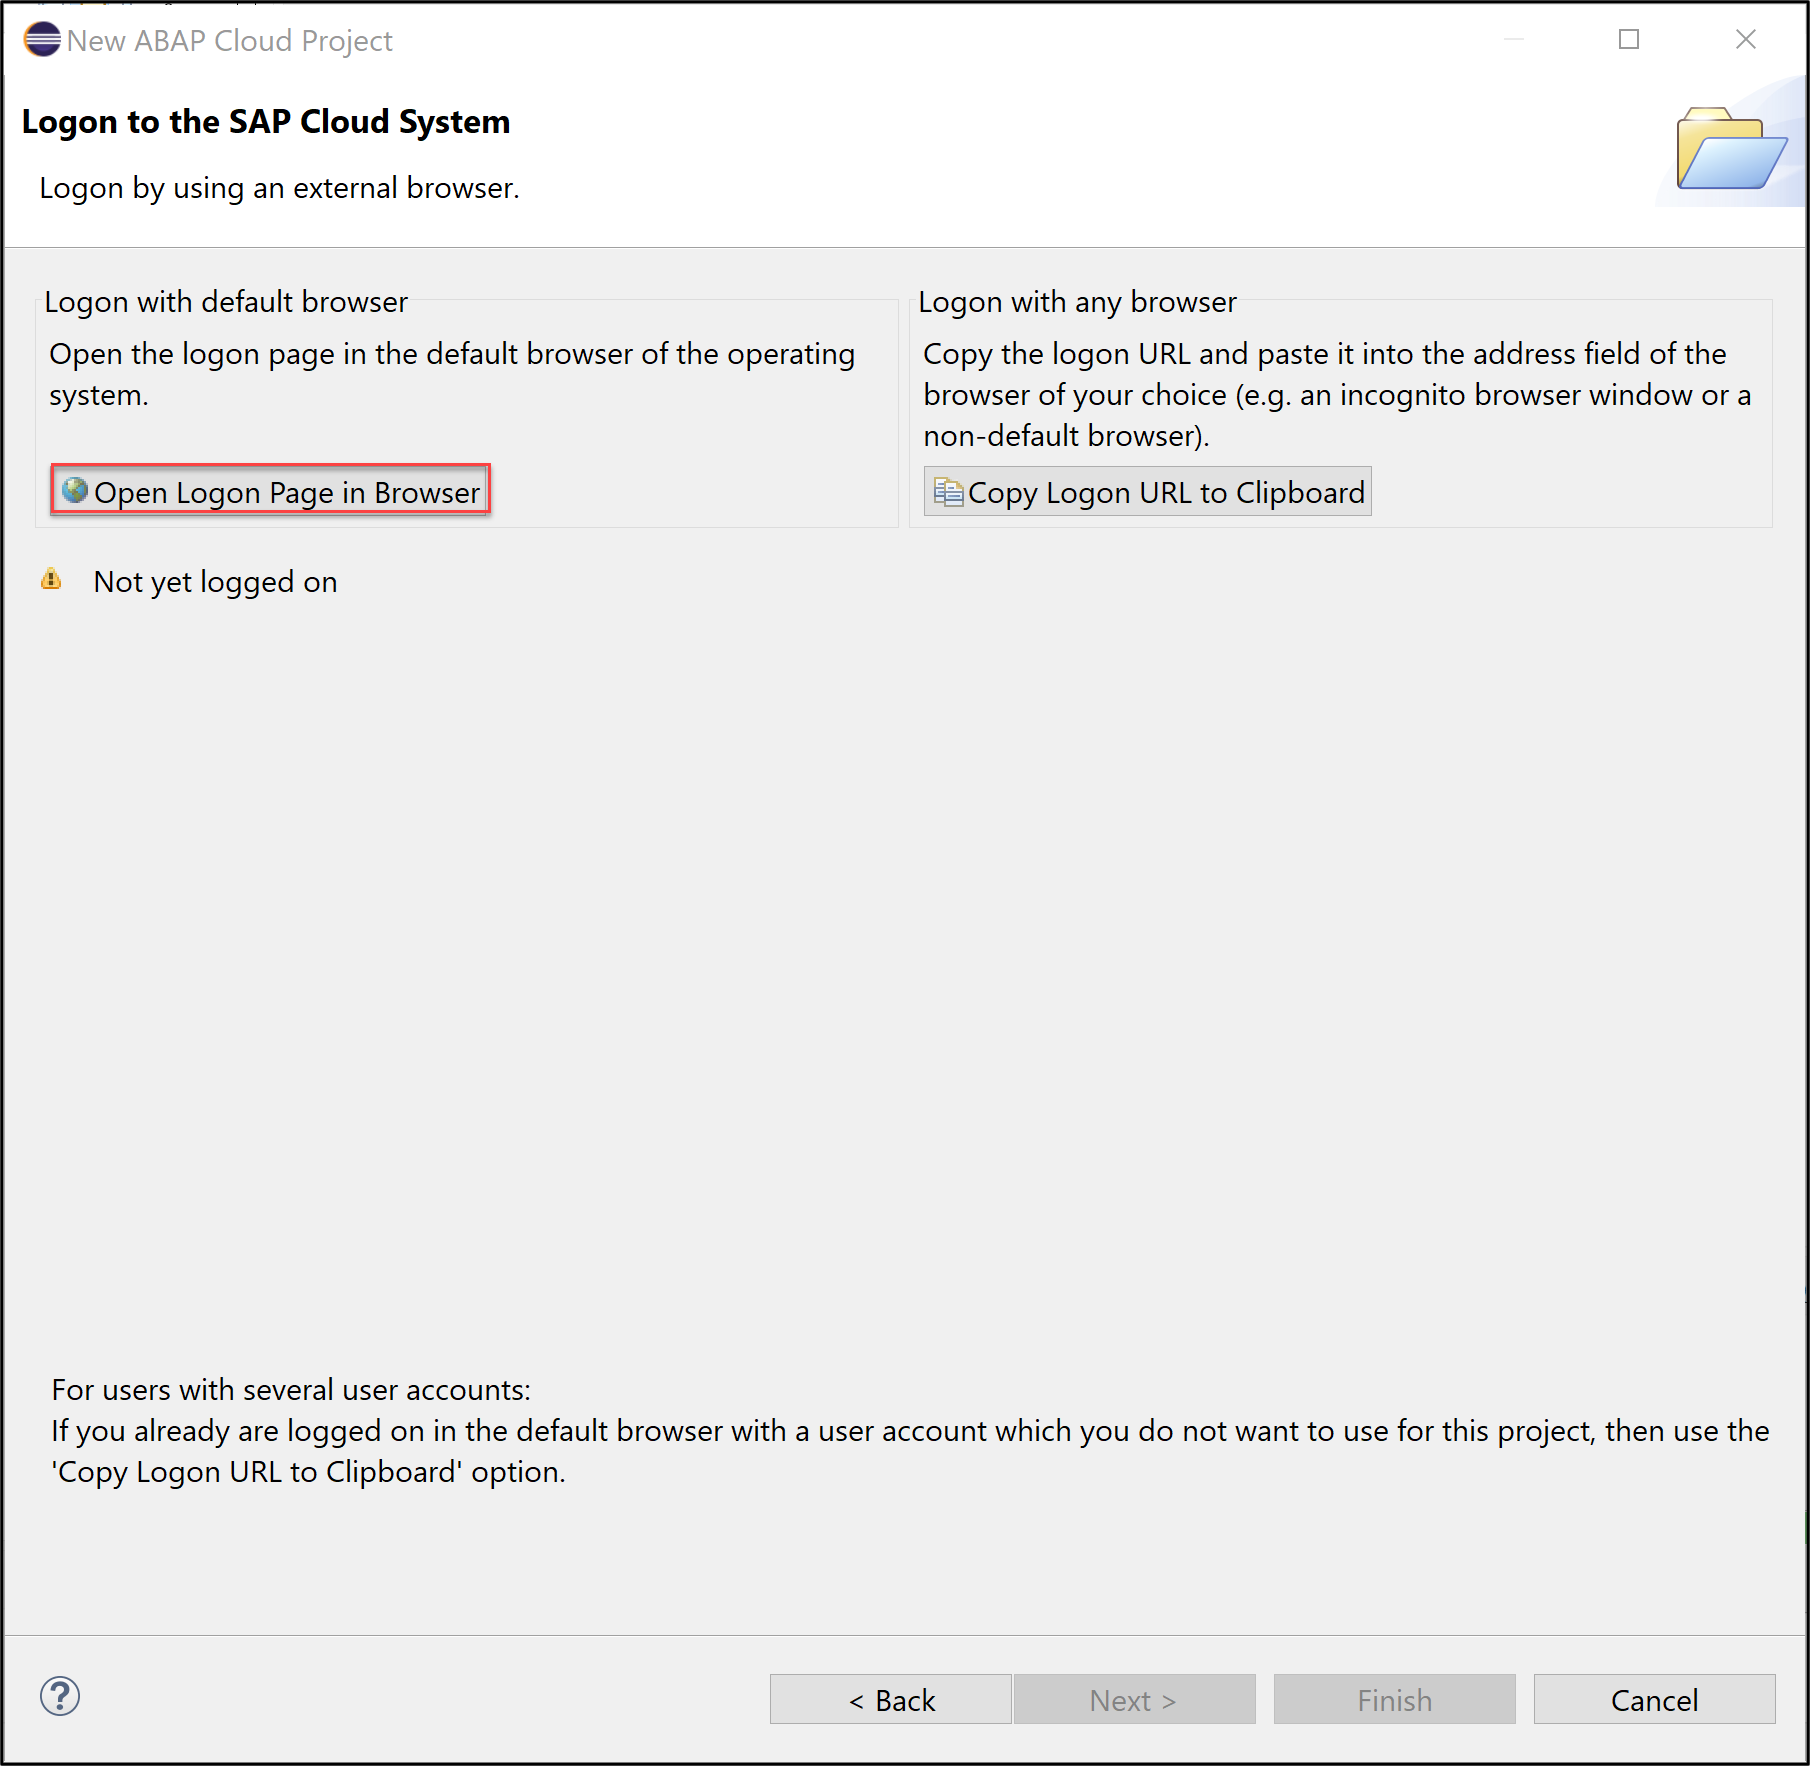 New ABAP Cloud Project
Logon to the SAP Cloud System
Logon by using an external browser.
Logon with default browser
Open the logon page in the default browser of the operating
system.
Open Logon Page in Browser
Logon with any browser
Copy the logon URL and paste it into the address field of the
browser of your choice (e.g. an incognito browser window or a
non-default browser).
Copy Logon URL to Clipboard
Not yet logged on
For users with several user accounts:
If you already are logged on in the default browser with a user account which you do not want to use for this project, then use the
'Copy Logon URL to Clipboard' option.
?
< Back
Next >
Finish
Cancel